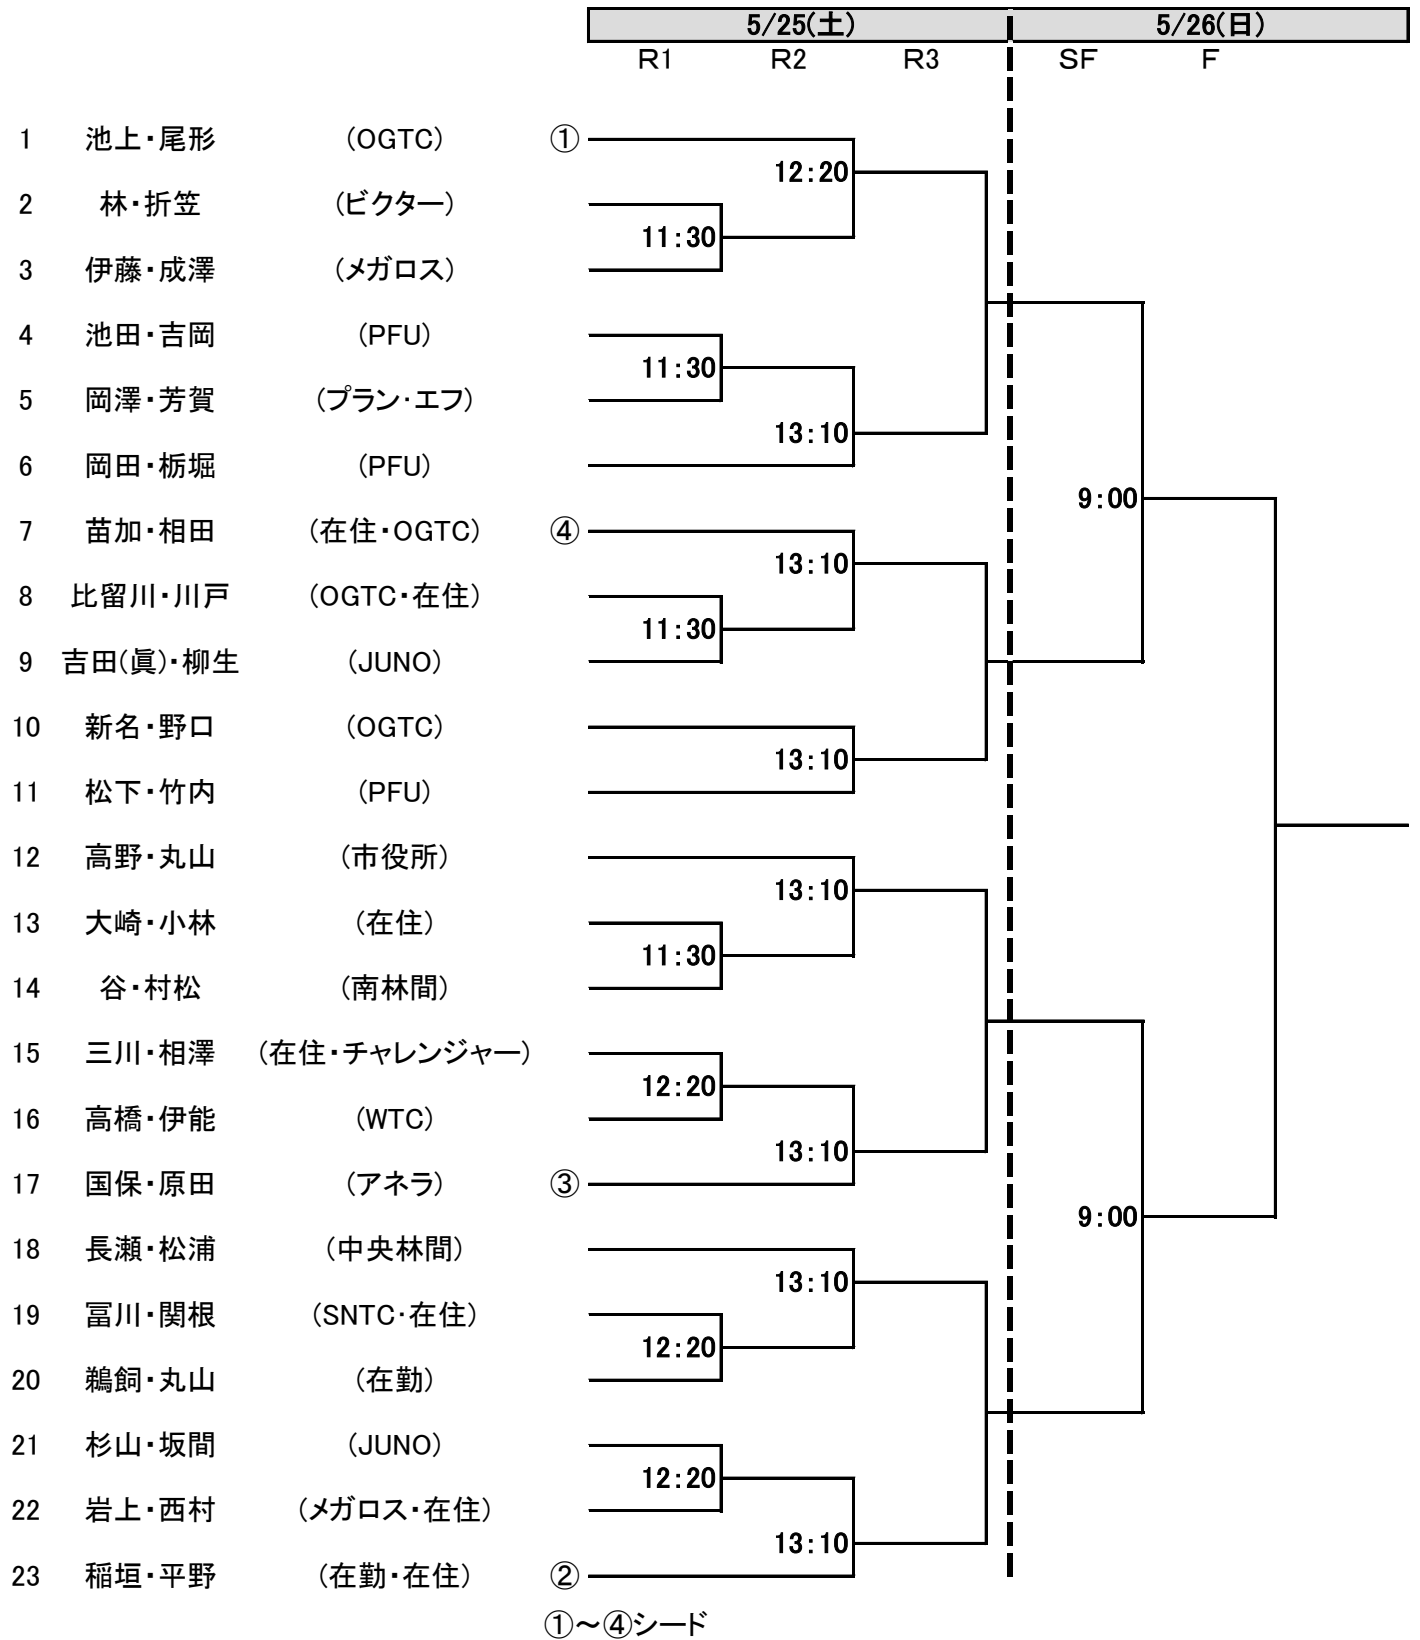 5/25(土) 5/26(日)
R1 R2 R3 SF F
1 池上・尾形 (OGTC) ①
12:20
2 林・折笠 (ビクター)
11:30
3 伊藤・成澤 (メガロス)
4 池田・吉岡 (PFU)
11:30
5 岡澤・芳賀 (プラン・エフ)
13:10
6 岡田・栃堀 (PFU)
9:00
7 苗加・相田 (在住・OGTC) ④
13:10
8 比留川・川戸 (OGTC・在住)
11:30
9 吉田(眞)・柳生 (JUNO)
10 新名・野口 (OGTC)
13:10
11 松下・竹内 (PFU)
12 高野・丸山 (市役所)
13:10
13 大崎・小林 (在住)
11:30
14 谷・村松 (南林間)
15 三川・相澤 (在住・チャレンジャー)
12:20
16 高橋・伊能 (WTC)
13:10
17 国保・原田 (アネラ) ③
9:00
18 長瀬・松浦 (中央林間)
13:10
19 冨川・関根 (SNTC・在住)
12:20
20 鵜飼・丸山 (在勤)
21 杉山・坂間 (JUNO)
12:20
22 岩上・西村 (メガロス・在住)
13:10
23 稲垣・平野 (在勤・在住) ②
①～④シード